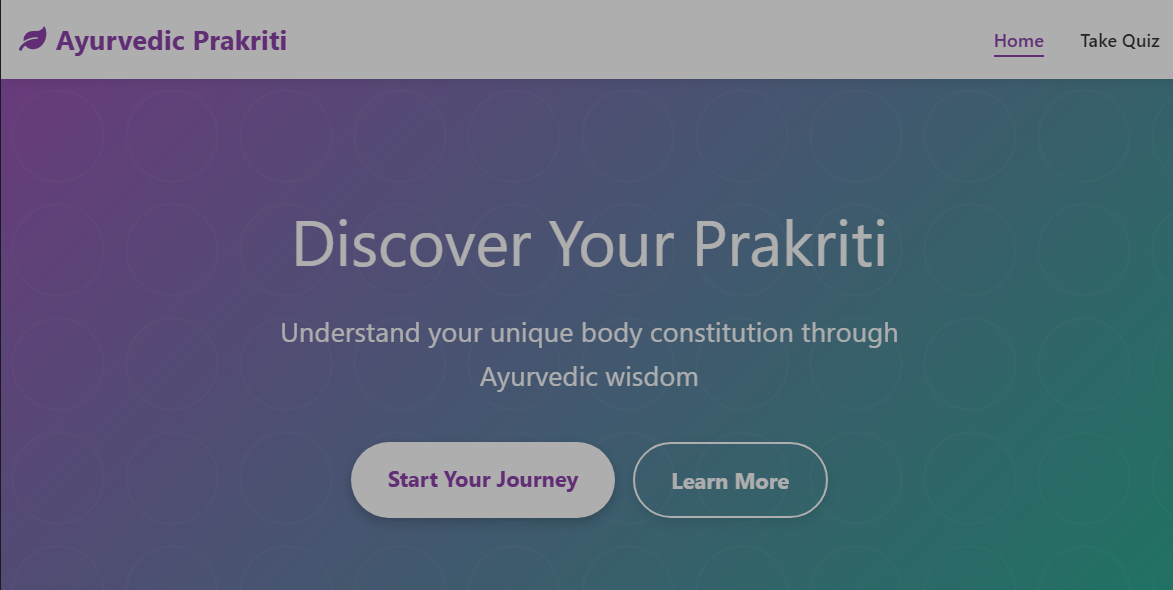 Ayurvedic Prakriti
Home
Take Quiz
Discover Your Prakriti
Understand your unique body constitution through
Ayurvedic wisdom
Start Your Journey
Learn More